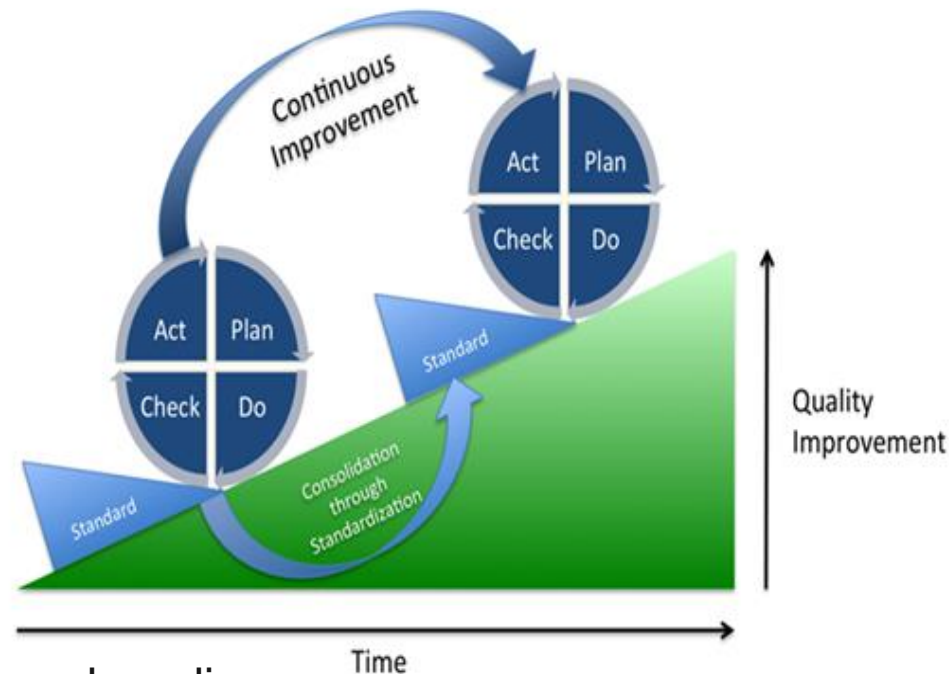 Continuous
Improvement
Act
Plan
Check
Do
Act
Plan
Check
Do
Standard
Standard
Consolidation
through
Standardization
Quality
Improvement
Time